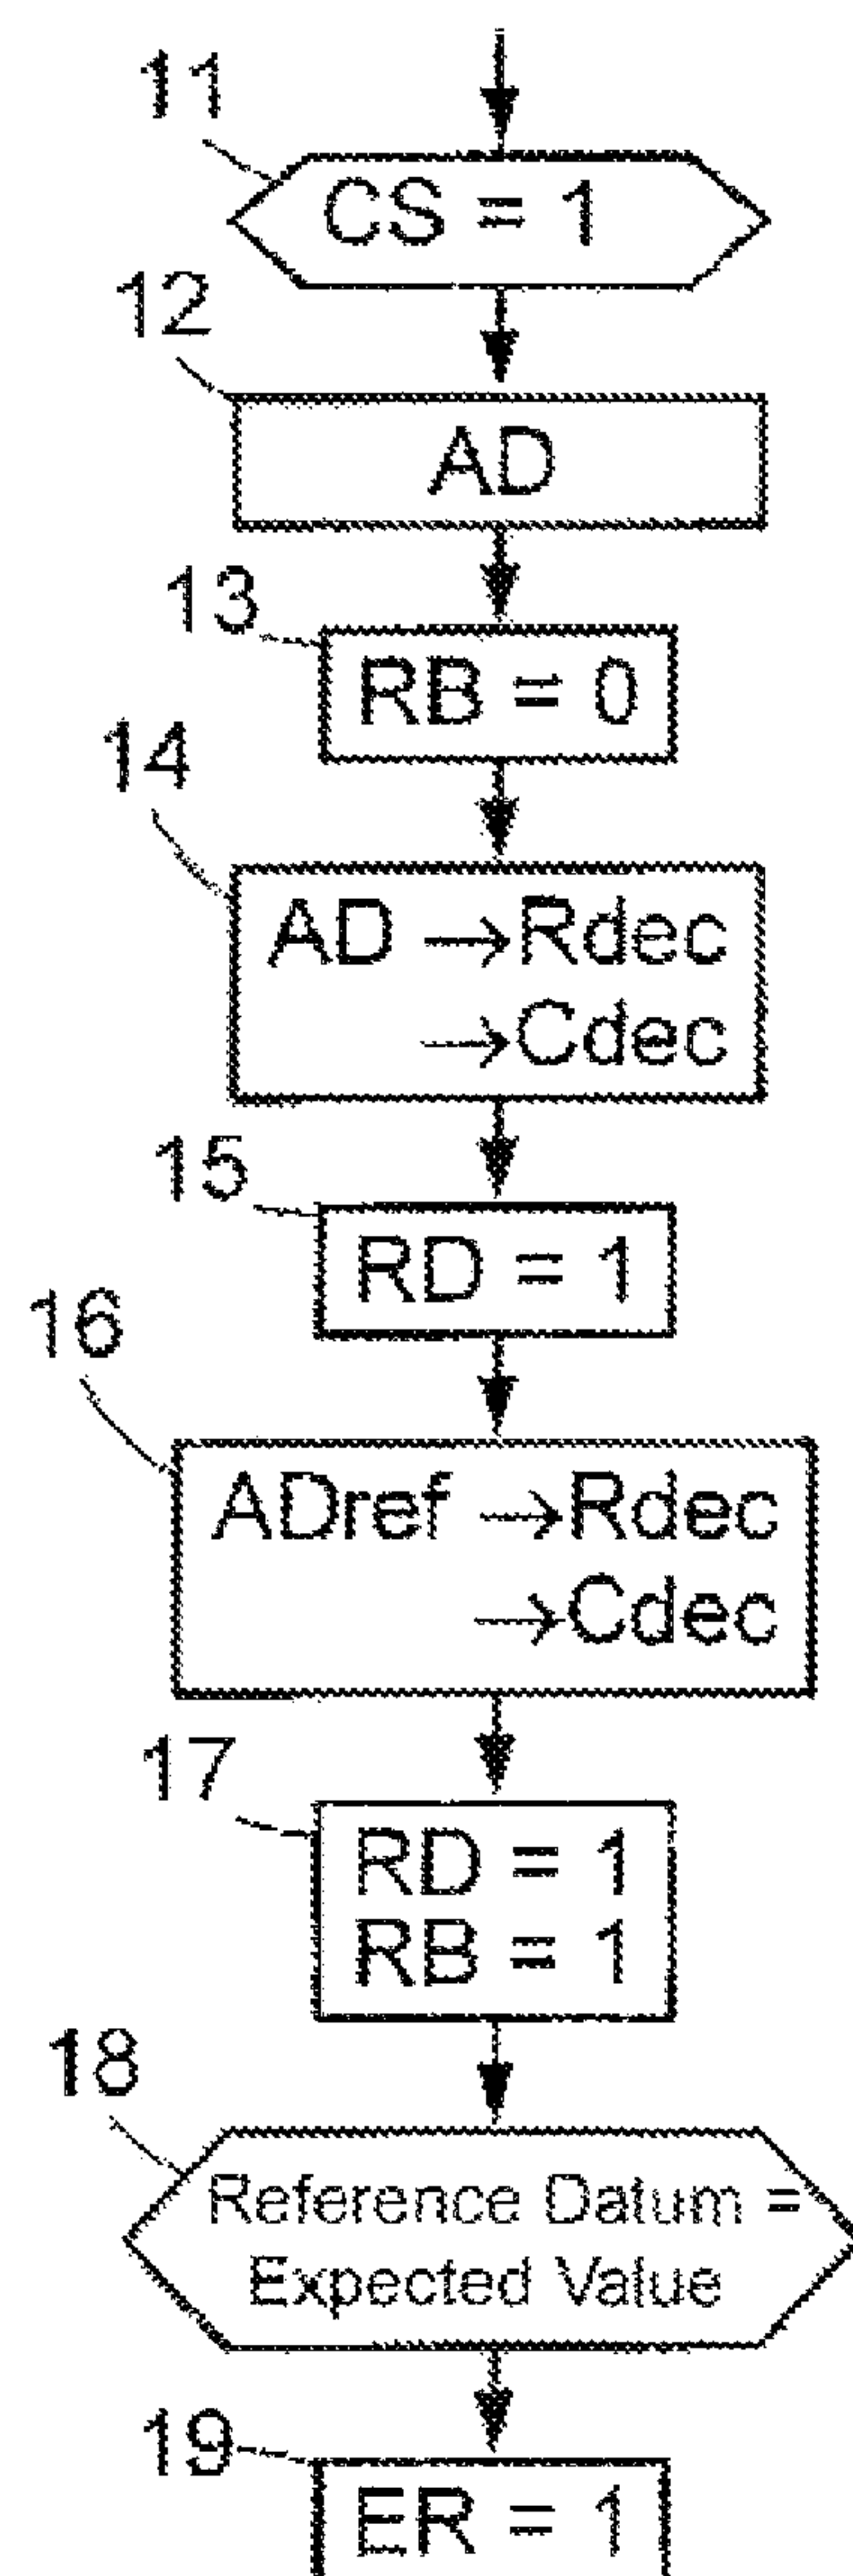 11
CS = 1
12
AD
13
RB = 0
14
AD →Rdec
→Cdec
15
RD = 1
16
ADref →Rdec
→Cdec
17
RD = 1
RB = 1
18
Reference Datum =
Expected Value
19
ER = 1